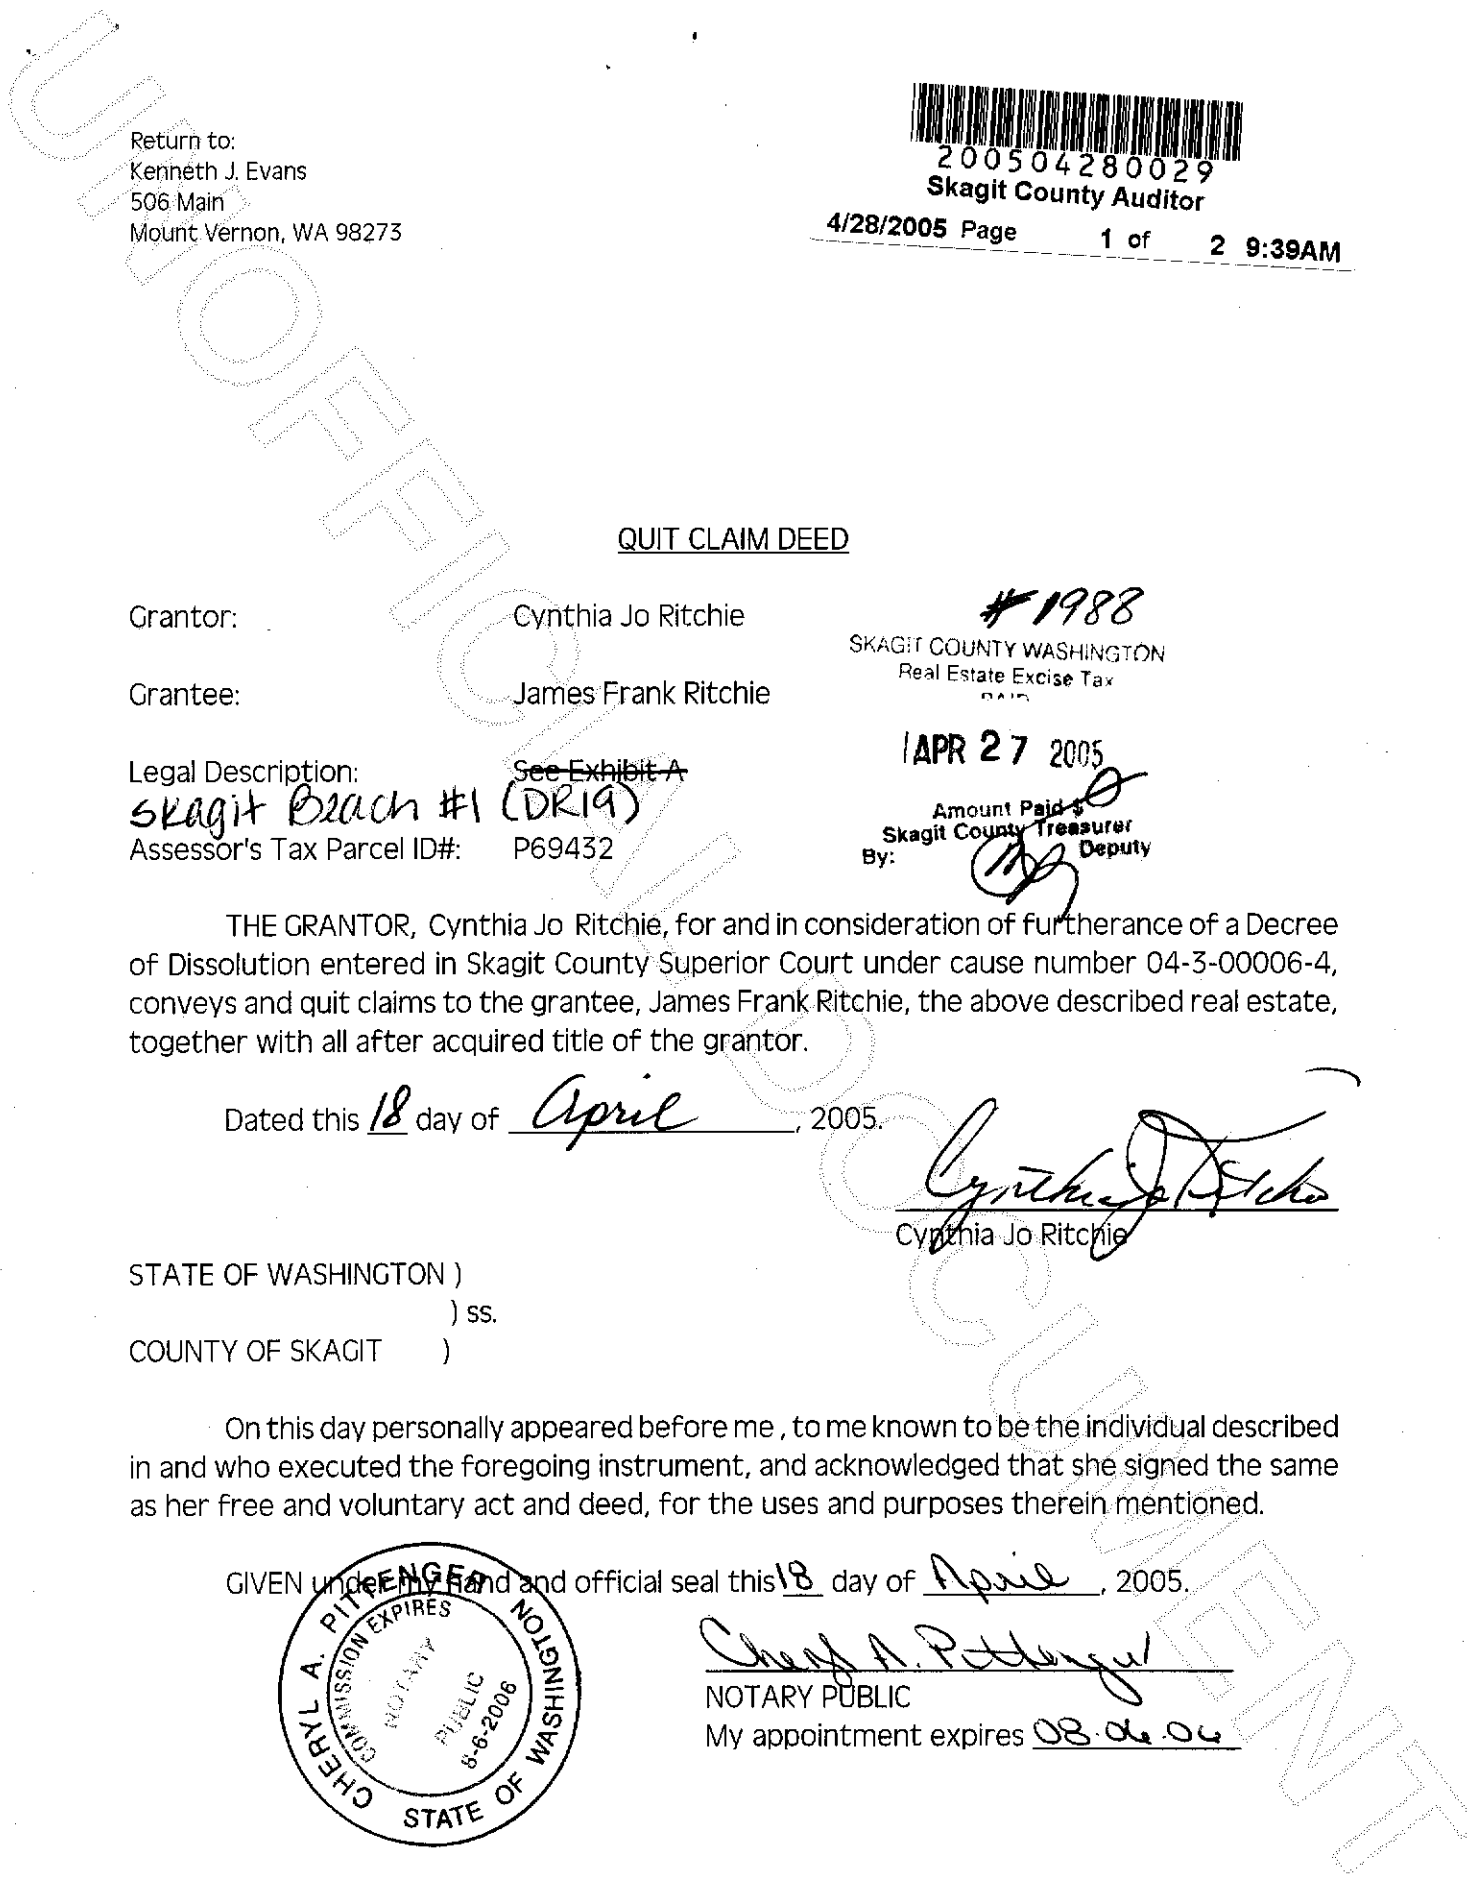 Return to:
Kenneth J. Evans
506 Main
Mount Vernon, WA 98273
200504280029
Skagit County Auditor
4/28/2005 Page 1 of 2 9:39AM
QUIT CLAIM DEED
Grantor: Cynthia Jo Ritchie
# 1988
SKAGIT COUNTY WASHINGTON
Real Estate Excise Tax
PAID
Grantee: James Frank Ritchie
APR 27 2005
Legal Description: See Exhibit A
Skagit Beach #1 (DR19)
Amount Paid $ 0
Skagit County Treasurer
By: Deputy
Assessor's Tax Parcel ID#: P69432
THE GRANTOR, Cynthia Jo Ritchie, for and in consideration of furtherance of a Decree
of Dissolution entered in Skagit County Superior Court under cause number 04-3-00006-4,
conveys and quit claims to the grantee, James Frank Ritchie, the above described real estate,
together with all after acquired title of the grantor.
Dated this 18 day of April, 2005.
Cynthia Jo Ritchie
Cynthia Jo Ritchie
STATE OF WASHINGTON )
) ss.
COUNTY OF SKAGIT )
On this day personally appeared before me , to me known to be the individual described
in and who executed the foregoing instrument, and acknowledged that she signed the same
as her free and voluntary act and deed, for the uses and purposes therein mentioned.
GIVEN under my hand and official seal this 18 day of April, 2005.
Cheryl A. Pittenger
NOTARY PUBLIC
My appointment expires 08.06.06
CHERYL A. PITTENGER
STATE OF WASHINGTON
COMMISSION EXPIRES
NOTARY
PUBLIC
8-6-2006
UNOFFICIAL DOCUMENT